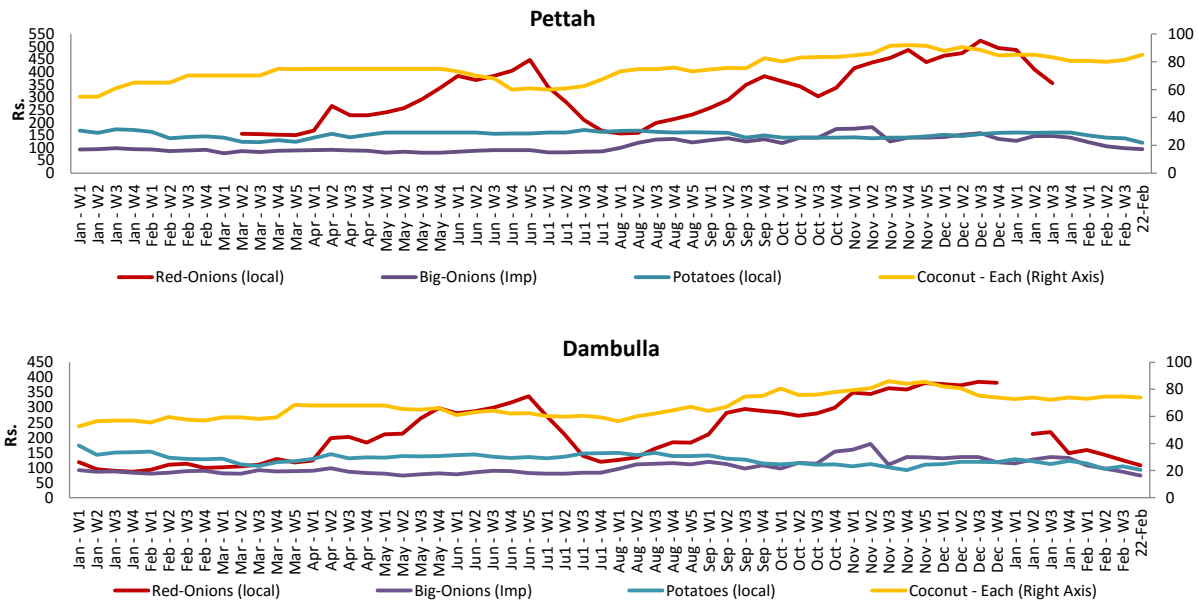 Pettah
550
500
450
400
350
300
250
200
150
100
50
0
Rs.
100
80
60
40
20
0
Jan - W1
Jan - W2
Jan - W3
Jan - W4
Feb - W1
Feb - W2
Feb - W3
Feb - W4
Mar - W1
Mar - W2
Mar - W3
Mar - W4
Mar - W5
Apr - W1
Apr - W2
Apr - W3
Apr - W4
May - W1
May - W2
May - W3
May - W4
Jun - W1
Jun - W2
Jun - W3
Jun - W4
Jun - W5
Ju1 - W1
Ju1 - W2
Ju1 - W3
Ju1 - W4
Aug - W1
Aug - W2
Aug - W3
Aug - W4
Aug - W5
Sep - W1
Sep - W2
Sep - W3
Sep - W4
Oct - W1
Oct - W2
Oct - W3
Oct - W4
Nov - W1
Nov - W2
Nov - W3
Nov - W4
Nov - W5
Dec - W1
Dec - W2
Dec - W3
Dec - W4
Jan - W1
Jan - W2
Jan - W3
Jan - W4
Feb - W1
Feb - W2
Feb - W3
22-Feb
Red-Onions (local) Big-Onions (Imp) Potatoes (local) Coconut - Each (Right Axis)
Dambulla
450
400
350
300
250
200
150
100
50
0
Rs.
100
80
60
40
20
0
Jan - W1
Jan - W2
Jan - W3
Jan - W4
Feb - W1
Feb - W2
Feb - W3
Feb - W4
Mar - W1
Mar - W2
Mar - W3
Mar - W4
Mar - W5
Apr - W1
Apr - W2
Apr - W3
Apr - W4
May - W1
May - W2
May - W3
May - W4
Jun - W1
Jun - W2
Jun - W3
Jun - W4
Jun - W5
Ju1 - W1
Ju1 - W2
Ju1 - W3
Ju1 - W4
Aug - W1
Aug - W2
Aug - W3
Aug - W4
Aug - W5
Sep - W1
Sep - W2
Sep - W3
Sep - W4
Oct - W1
Oct - W2
Oct - W3
Oct - W4
Nov - W1
Nov - W2
Nov - W3
Nov - W4
Nov - W5
Dec - W1
Dec - W2
Dec - W3
Dec - W4
Jan - W1
Jan - W2
Jan - W3
Jan - W4
Feb - W1
Feb - W2
Feb - W3
22-Feb
Red-Onions (local) Big-Onions (Imp) Potatoes (local) Coconut - Each (Right Axis)